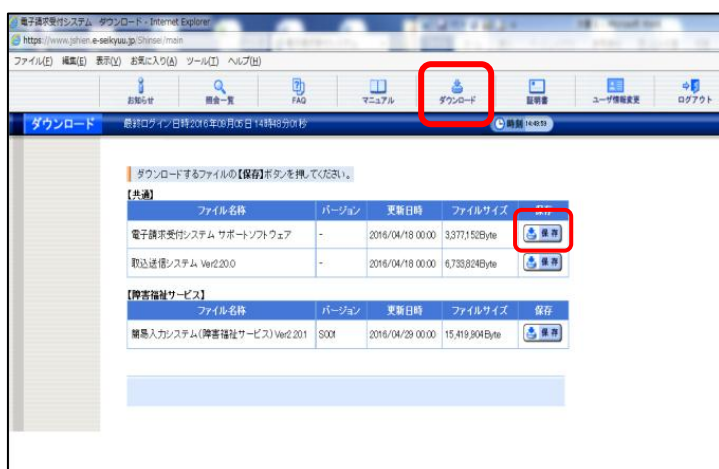 電子請求受付システム ダウンロード - Internet Explorer
https://www.jshien.e-seikyuu.jp/Shinsei/main
ファイル(F) 編集(E) 表示(V) お気に入り(A) ツール(T) ヘルプ(H)
お知らせ 照会一覧 FAQ マニュアル ダウンロード 証明書 ユーザ情報変更 ログアウト
ダウンロード 最終ログイン日時2016年09月05日 14時48分01秒 時刻 14:49:59
ダウンロードするファイルの【保存】ボタンを押してください。
【共通】
ファイル名称 バージョン 更新日時 ファイルサイズ 保存
電子請求受付システム サポートソフトウェア - 2016/04/18 00:00 3,377,152Byte 保存
取込送信システム Ver2.20.0 - 2016/04/18 00:00 6,733,824Byte 保存
【障害福祉サービス】
ファイル名称 バージョン 更新日時 ファイルサイズ 保存
簡易入力システム(障害福祉サービス) Ver2.20.1 S001 2016/04/29 00:00 15,419,904Byte 保存